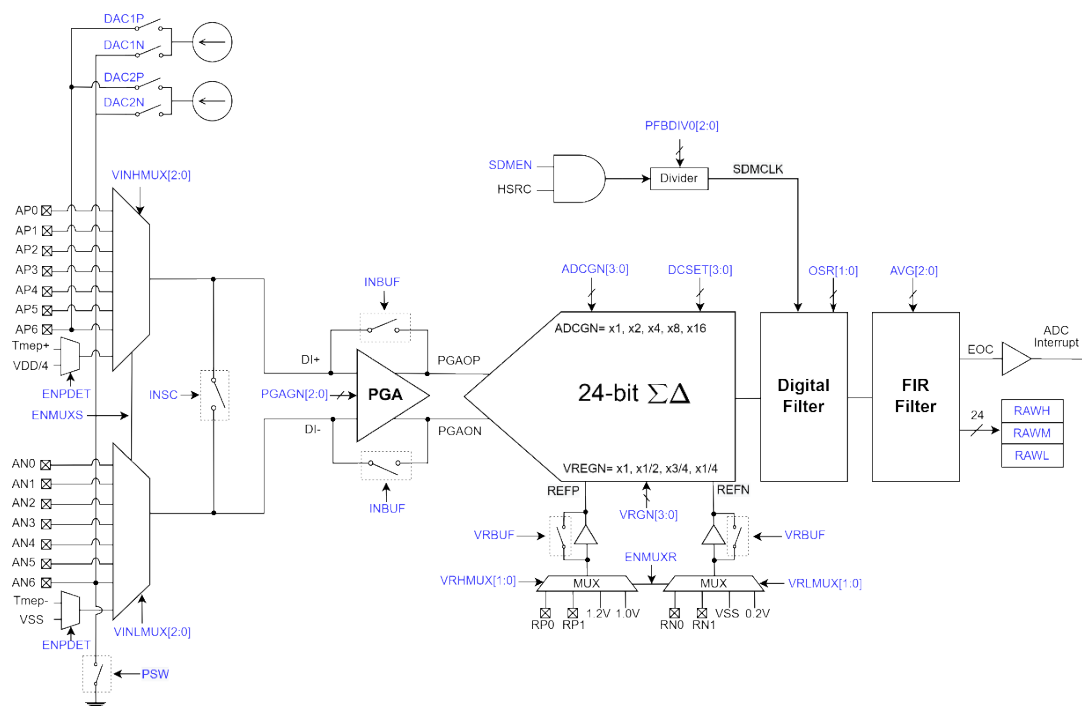 DAC1P
DAC1N
DAC2P
DAC2N
PFBDIV0[2:0]
SDMEN
HSRC
Divider
SDMCLK
VINHMUX[2:0]
AP0
AP1
AP2
AP3
AP4
AP5
AP6
Tmep+
VDD/4
ENPDET
ENMUXS
INSC
INBUF
DI+
PGAOP
PGAGN[2:0]
PGA
DI-
PGAON
INBUF
ADCGN[3:0]
DCSET[3:0]
OSR[1:0]
AVG[2:0]
ADCGN= x1, x2, x4, x8, x16
24-bit ΣΔ
VREGN= x1, x1/2, x3/4, x1/4
Digital
Filter
FIR
Filter
EOC
ADC
Interrupt
24
RAWH
RAWM
RAWL
AN0
AN1
AN2
AN3
AN4
AN5
AN6
Tmep-
VSS
ENPDET
VINLMUX[2:0]
PSW
REFP
REFN
VRGN[3:0]
VRBUF
VRBUF
ENMUXR
VRHMUX[1:0]
MUX
MUX
VRLMUX[1:0]
RP0
RP1
1.2V
1.0V
RN0
RN1
VSS
0.2V